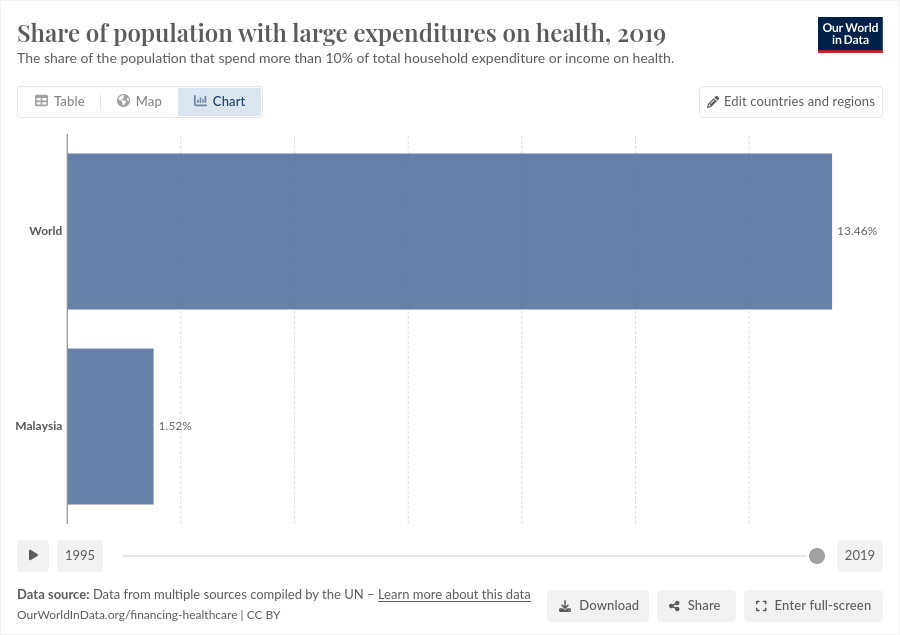 Share of population with large expenditures on health, 2019
The share of the population that spend more than 10% of total household expenditure or income on health.
Our World
in Data
Table
Map
Chart
Edit countries and regions
World
13.46%
Malaysia
1.52%
1995
2019
Data source: Data from multiple sources compiled by the UN – Learn more about this data
OurWorldInData.org/financing-healthcare | CC BY
Download
Share
Enter full-screen